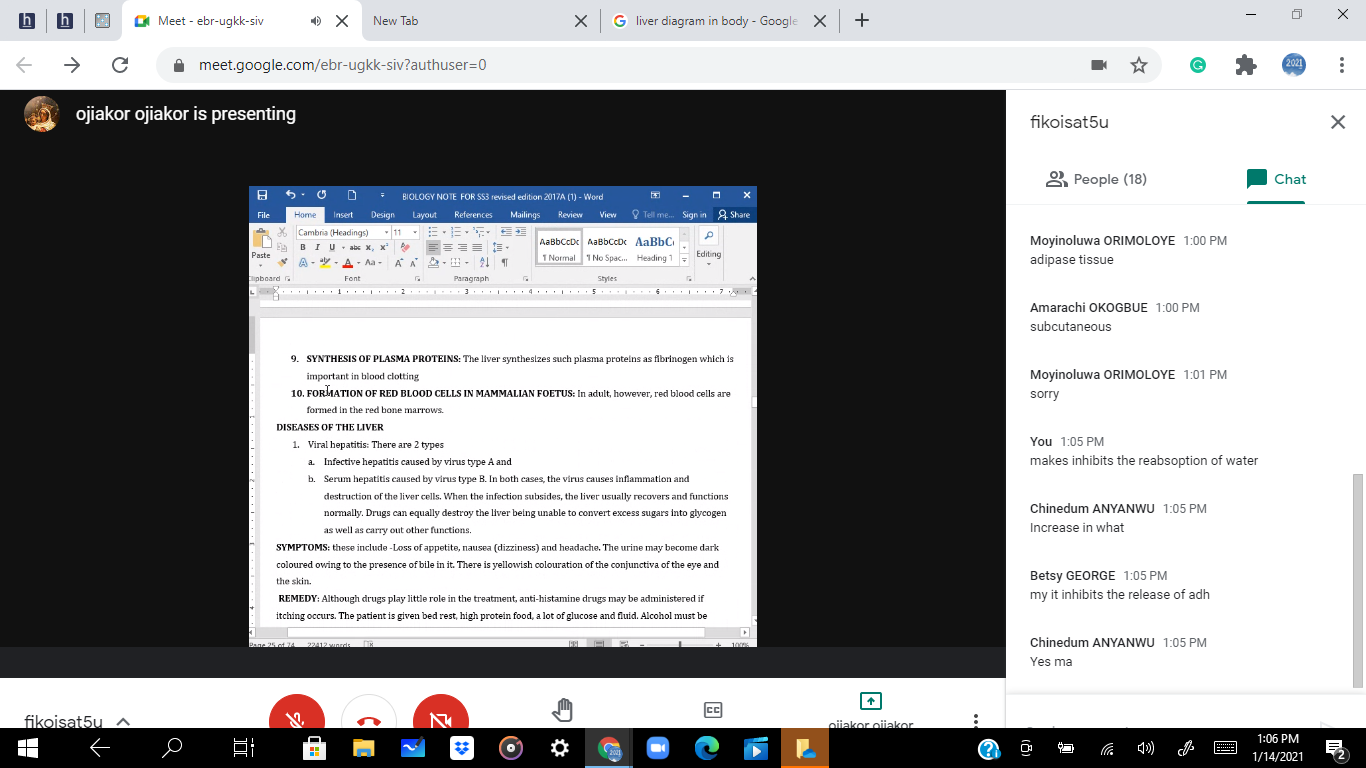 Meet - ebr-ugkk-siv
New Tab
liver diagram in body - Google
meet.google.com/ebr-ugkk-siv?authuser=0
2021
ojiakor ojiakor is presenting
BIOLOGY NOTE FOR SS3 revised edition 2017A (1) - Word
File Home Insert Design Layout References Mailings Review View Tell me... Sign in Share
Cambria (Headings) 11
Paste
B I U abc x₂ x²
AaBbCcDc AaBbCcDc AaBbC
¶ Normal ¶ No Spac... Heading 1
Editing
lipboard Font Paragraph Styles
1 2 3 4 5 6 7
9. SYNTHESIS OF PLASMA PROTEINS: The liver synthesizes such plasma proteins as fibrinogen which is
important in blood clotting
10. FORMATION OF RED BLOOD CELLS IN MAMMALIAN FOETUS: In adult, however, red blood cells are
formed in the red bone marrows.
DISEASES OF THE LIVER
1. Viral hepatitis: There are 2 types
a. Infective hepatitis caused by virus type A and
b. Serum hepatitis caused by virus type B. In both cases, the virus causes inflammation and
destruction of the liver cells. When the infection subsides, the liver usually recovers and functions
normally. Drugs can equally destroy the liver being unable to convert excess sugars into glycogen
as well as carry out other functions.
SYMPTOMS: these include -Loss of appetite, nausea (dizziness) and headache. The urine may become dark
coloured owing to the presence of bile in it. There is yellowish colouration of the conjunctiva of the eye and
the skin.
REMEDY: Although drugs play little role in the treatment, anti-histamine drugs may be administered if
itching occurs. The patient is given bed rest, high protein food, a lot of glucose and fluid. Alcohol must be
Page 25 of 74 22412 words 100%
fikoisat5u
People (18)
Chat
Moyinoluwa ORIMOLOYE 1:00 PM
adipase tissue
Amarachi OKOGBUE 1:00 PM
subcutaneous
Moyinoluwa ORIMOLOYE 1:01 PM
sorry
You 1:05 PM
makes inhibits the reabsoption of water
Chinedum ANYANWU 1:05 PM
Increase in what
Betsy GEORGE 1:05 PM
my it inhibits the release of adh
Chinedum ANYANWU 1:05 PM
Yes ma
fikoisat5u
ojiakor ojiakor
1:06 PM
1/14/2021
2